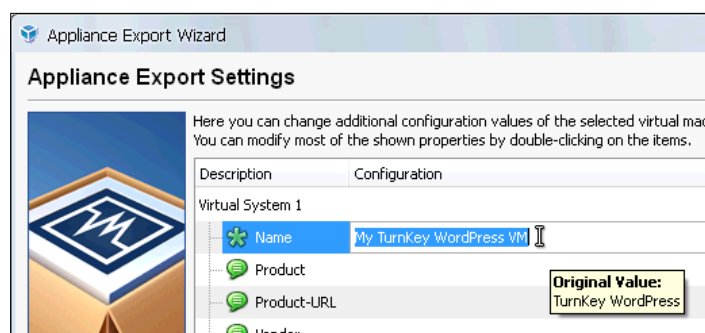 Appliance Export Wizard
Appliance Export Settings
Here you can change additional configuration values of the selected virtual mac
You can modify most of the shown properties by double-clicking on the items.
Description Configuration
Virtual System 1
Name My TurnKey WordPress VM
Product
Original Value:
TurnKey WordPress
Product-URL